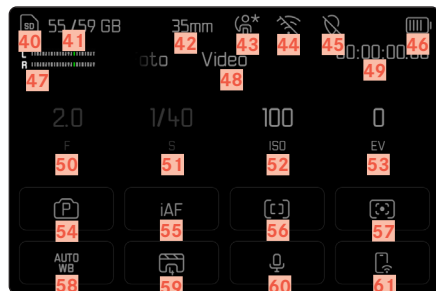 SD 55/59 GB 35mm
40 41 42 43 44 45 46
L
R
oto Video 00:00:00.00
47 48 49
2.0 1/40 100 0
F S ISO EV
50 51 52 53
P iAF
54 55 56 57
AUTO
WB
58 59 60 61